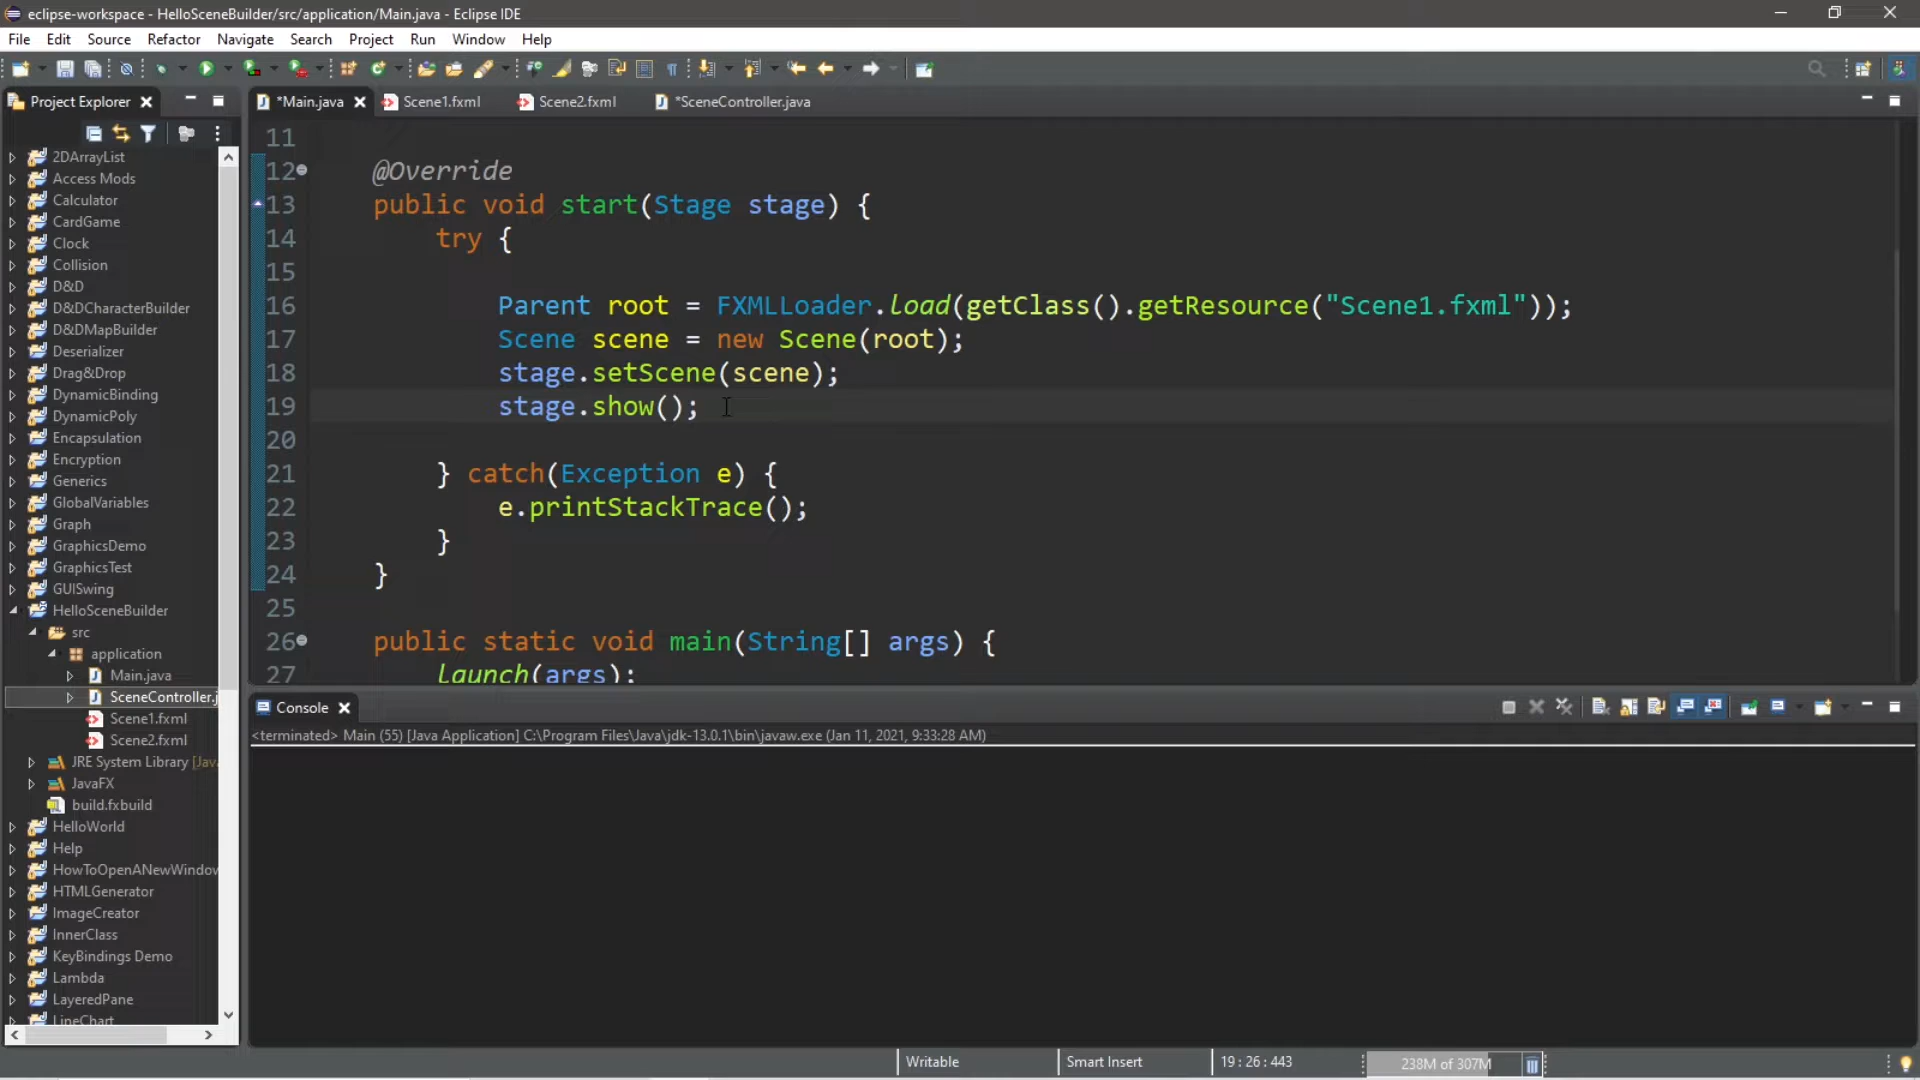 eclipse-workspace - HelloSceneBuilder/src/application/Main.java - Eclipse IDE
File Edit Source Refactor Navigate Search Project Run Window Help
Project Explorer
*Main.java Scene1.fxml Scene2.fxml *SceneController.java
2DArrayList
Access Mods
Calculator
CardGame
Clock
Collision
D&D
D&DCharacterBuilder
D&DMapBuilder
Deserializer
Drag&Drop
DynamicBinding
DynamicPoly
Encapsulation
Encryption
Generics
GlobalVariables
Graph
GraphicsDemo
GraphicsTest
GUISwing
HelloSceneBuilder
src
application
Main.java
SceneController.j
Scene1.fxml
Scene2.fxml
JRE System Library [Java
JavaFX
build.fxbuild
HelloWorld
Help
HowToOpenANewWindow
HTMLGenerator
ImageCreator
InnerClass
KeyBindings Demo
Lambda
LayeredPane
LineChart
11
12 @Override
13 public void start(Stage stage) {
14 try {
15
16 Parent root = FXMLLoader.load(getClass().getResource("Scene1.fxml"));
17 Scene scene = new Scene(root);
18 stage.setScene(scene);
19 stage.show();
20
21 } catch(Exception e) {
22 e.printStackTrace();
23 }
24 }
25
26 public static void main(String[] args) {
27 launch(args);
Console
<terminated> Main (55) [Java Application] C:\Program Files\Java\jdk-13.0.1\bin\javaw.exe (Jan 11, 2021, 9:33:28 AM)
Writable Smart Insert 19 : 26 : 443 238M of 307M